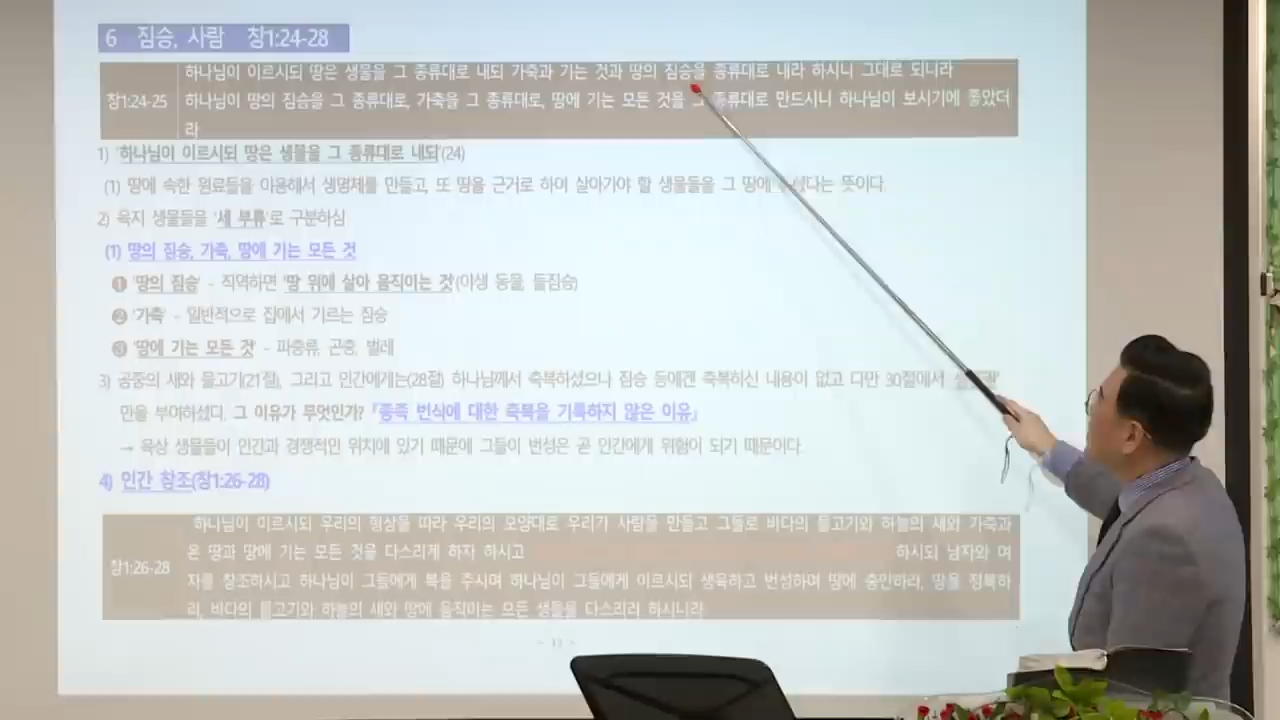 6 짐승, 사람 창1:24-28
하나님이 이르시되 땅은 생물을 그 종류대로 내되 가축과 기는 것과 땅의 짐승을 종류대로 내라 하시니 그대로 되니라
창1:24-25
하나님이 땅의 짐승을 그 종류대로, 가축을 그 종류대로, 땅에 기는 모든 것을 그 종류대로 만드시니 하나님이 보시기에 좋았더
라
1) '하나님이 이르시되 땅은 생물을 그 종류대로 내되'(24)
(1) 땅에 속한 원료들을 이용해서 생명체를 만들고, 또 땅을 근거로 하여 살아가야 할 생물들을 그 땅에 다는 뜻이다.
2) 육지 생물들을 '세 부류'로 구분하심
(1) 땅의 짐승, 가축, 땅에 기는 모든 것
❶ '땅의 짐승' - 직역하면 '땅 위에 살아 움직이는 것'(야생 동물, 들짐승)
❷ '가축' - 일반적으로 집에서 기르는 짐승
❸ '땅에 기는 모든 것' - 파충류, 곤충, 벌레
3) 공중의 새와 물고기(21절), 그리고 인간에게는(28절) 하나님께서 축복하셨으나 짐승 등에겐 축복하신 내용이 없고 다만 30절에서
만을 부여하셨다. 그 이유가 무엇인가? 「종족 번식에 대한 축복을 기록하지 않은 이유」
→ 육상 생물들이 인간과 경쟁적인 위치에 있기 때문에 그들이 번성은 곧 인간에게 위협이 되기 때문이다.
4) 인간 창조(창1:26-28)
하나님이 이르시되 우리의 형상을 따라 우리의 모양대로 우리가 사람을 만들고 그들로 바다의 물고기와 하늘의 새와 가축과
온 땅과 땅에 기는 모든 것을 다스리게 하자 하시고 하시되 남자와 여
창1:26-28
자를 창조하시고 하나님이 그들에게 복을 주시며 하나님이 그들에게 이르시되 생육하고 번성하여 땅에 충만하라, 땅을 정복하
라, 바다의 물고기와 하늘의 새와 땅에 움직이는 모든 생물을 다스리라 하시니라